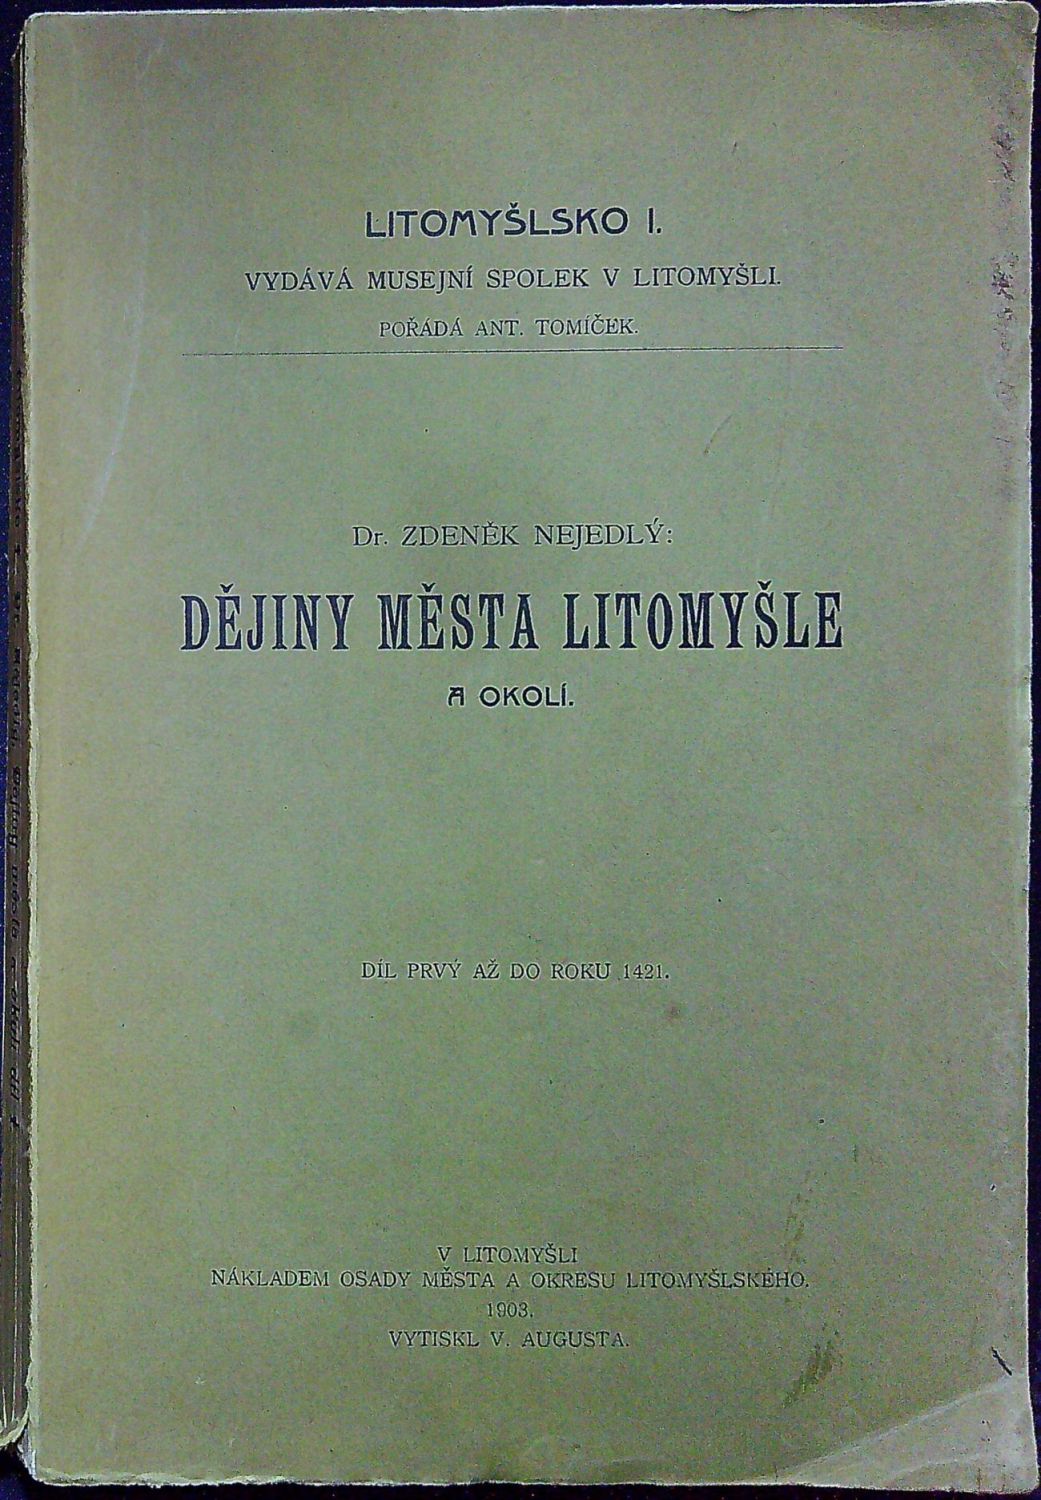 LITOMYŠLSKO I.
VYDÁVÁ MUSEJNÍ SPOLEK V LITOMYŠLI.
POŘÁDÁ ANT. TOMÍČEK.
Dr. ZDENĚK NEJEDLÝ:
DĚJINY MĚSTA LITOMYŠLE
A OKOLÍ.
DÍL PRVÝ AŽ DO ROKU 1421.
V LITOMYŠLI
NÁKLADEM OSADY MĚSTA A OKRESU LITOMYŠLSKÉHO.
1903.
VYTISKL V. AUGUSTA.